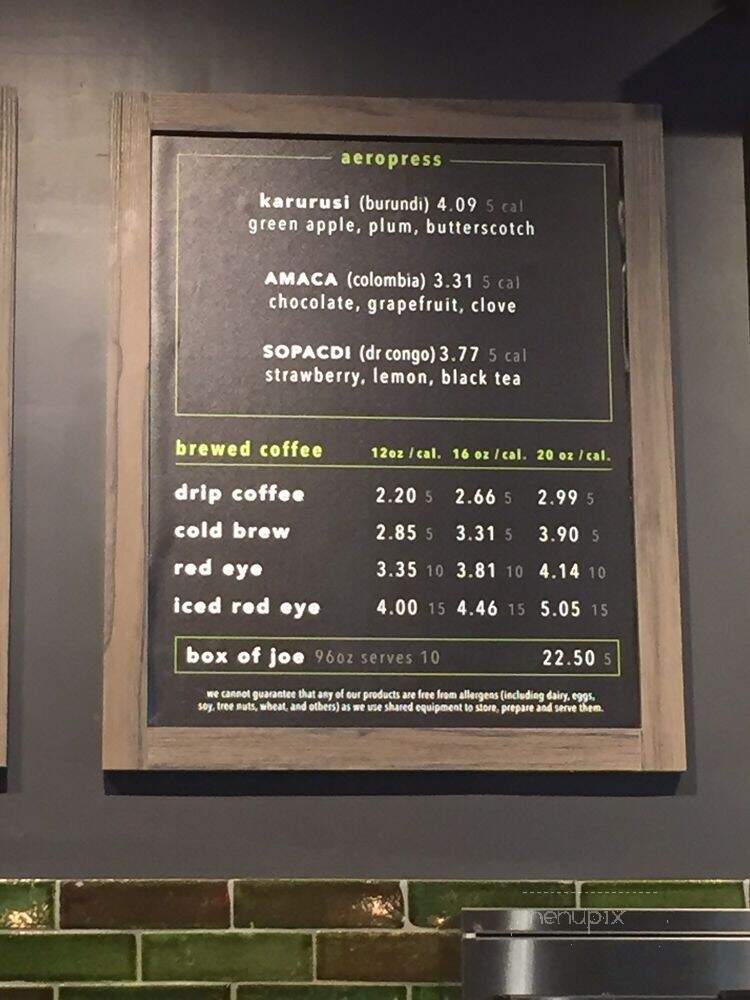 aeropress
karurusi (burundi) 4.09 5 cal
green apple, plum, butterscotch
AMACA (colombia) 3.31 5 cal
chocolate, grapefruit, clove
SOPACDI (dr congo) 3.77 5 cal
strawberry, lemon, black tea
brewed coffee 12oz / cal. 16 oz / cal. 20 oz / cal.
drip coffee 2.20 5 2.66 5 2.99 5
cold brew 2.85 5 3.31 5 3.90 5
red eye 3.35 10 3.81 10 4.14 10
iced red eye 4.00 15 4.46 15 5.05 15
box of joe 96oz serves 10 22.50 5
we cannot guarantee that any of our products are free from allergens (including dairy, eggs,
soy, tree nuts, wheat, and others) as we use shared equipment to store, prepare and serve them.
menupix